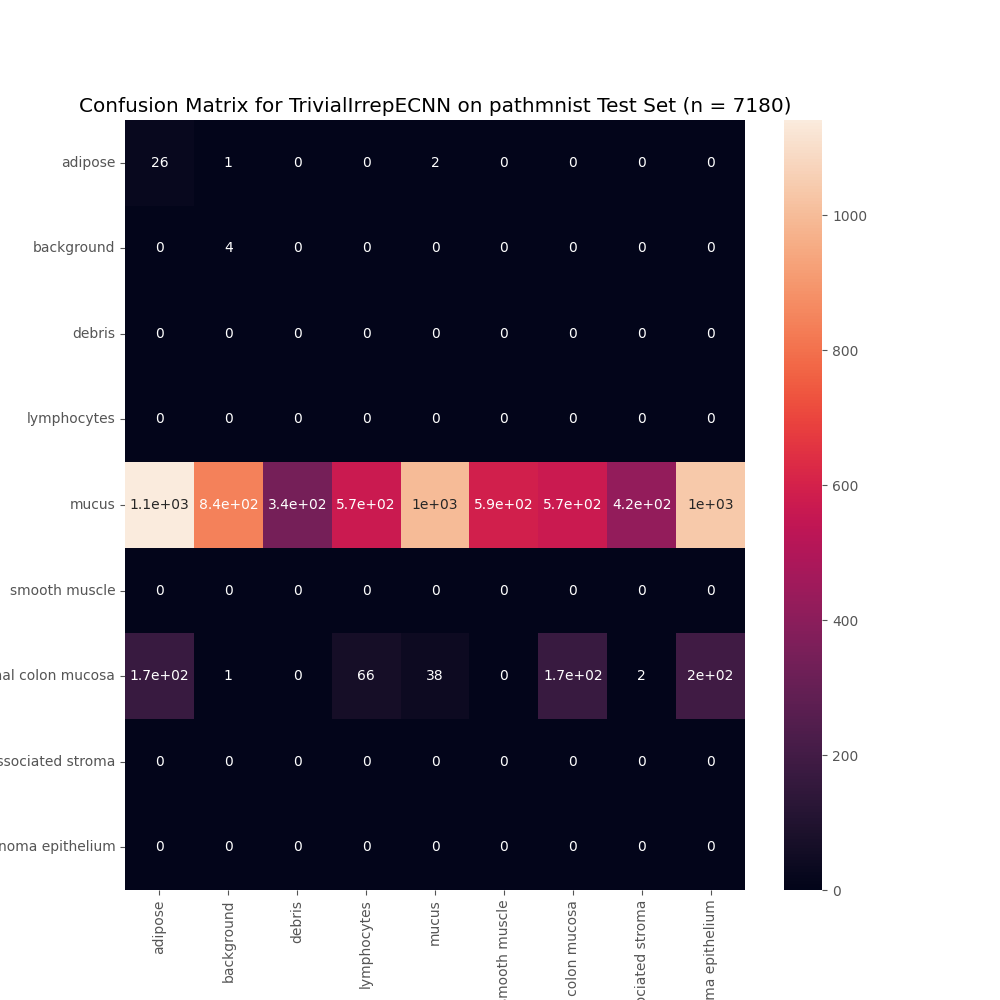 Confusion Matrix for TrivialIrrepECNN on pathmnist Test Set (n = 7180)
adipose 26 1 0 0 2 0 0 0 0
background 0 4 0 0 0 0 0 0 0
debris 0 0 0 0 0 0 0 0 0
lymphocytes 0 0 0 0 0 0 0 0 0
mucus 1.1e+03 8.4e+02 3.4e+02 5.7e+02 1e+03 5.9e+02 5.7e+02 4.2e+02 1e+03
smooth muscle 0 0 0 0 0 0 0 0 0
al colon mucosa 1.7e+02 1 0 66 38 0 1.7e+02 2 2e+02
ssociated stroma 0 0 0 0 0 0 0 0 0
noma epithelium 0 0 0 0 0 0 0 0 0
adipose
background
debris
lymphocytes
mucus
mooth muscle
colon mucosa
ciated stroma
ma epithelium
1000
800
600
400
200
0